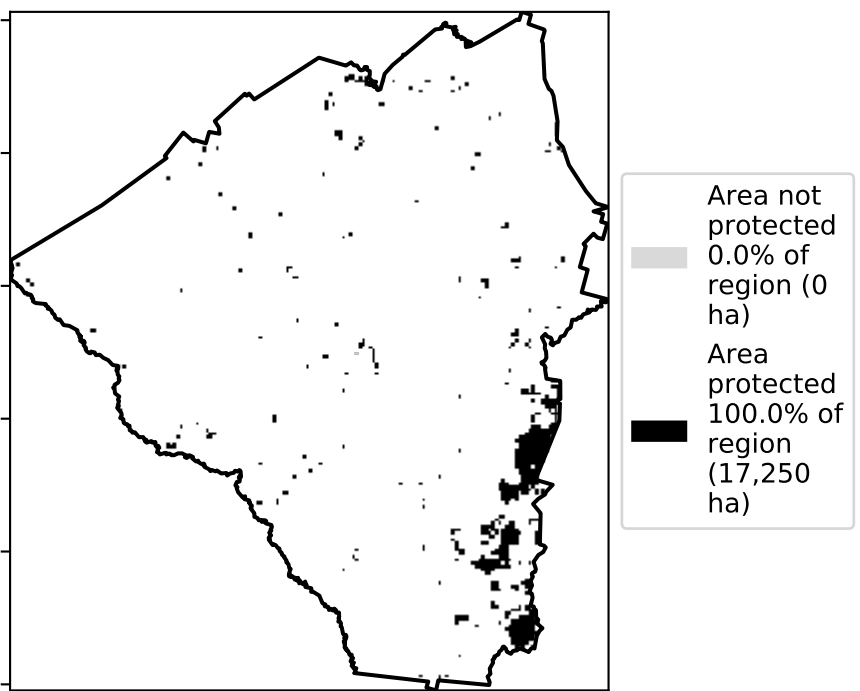 Area not
protected
0.0% of
region (0
ha)
Area
protected
100.0% of
region
(17,250
ha)